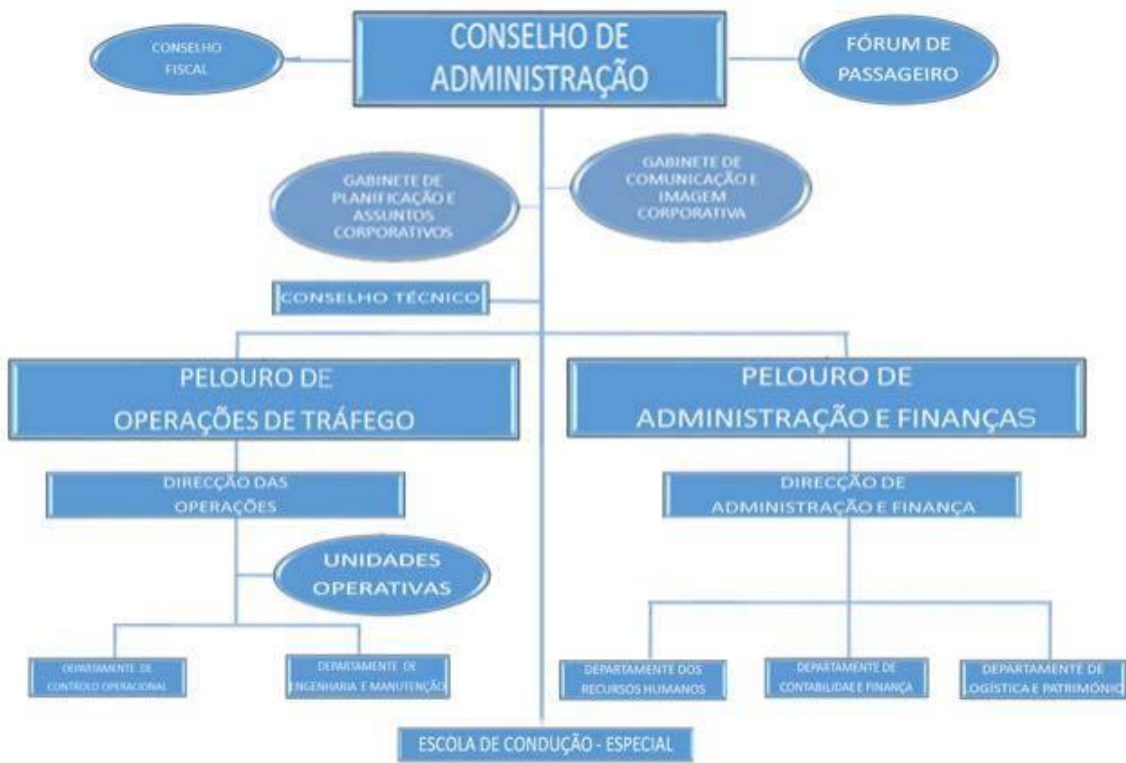 CONSELHO DE
ADMINISTRAÇÃO
CONSELHO
FISCAL
FÓRUM DE
PASSAGEIRO
GABINETE DE
PLANIFICAÇÃO E
ASSUNTOS
CORPORATIVOS
GABINETE DE
COMUNICAÇÃO E
IMAGEM
CORPORATIVA
CONSELHO TÉCNICO
PELOURO DE
OPERAÇÕES DE TRÁFEGO
PELOURO DE
ADMINISTRAÇÃO E FINANÇAS
DIRECÇÃO DAS
OPERAÇÕES
DIRECÇÃO DE
ADMINISTRAÇÃO E FINANÇA
UNIDADES
OPERATIVAS
DEPARTAMENTE DE
CONTROLO OPERACIONAL
DEPARTAMENTE DE
ENGENHARIA E MANUTENÇÃO
DEPARTAMENTE DOS
RECURSOS HUMANOS
DEPARTAMENTE DE
CONTABILIDAE E FINANÇA
DEPARTAMENTE DE
LOGÍSTICA E PATRIMÓNIO
ESCOLA DE CONDUÇÃO - ESPECIAL